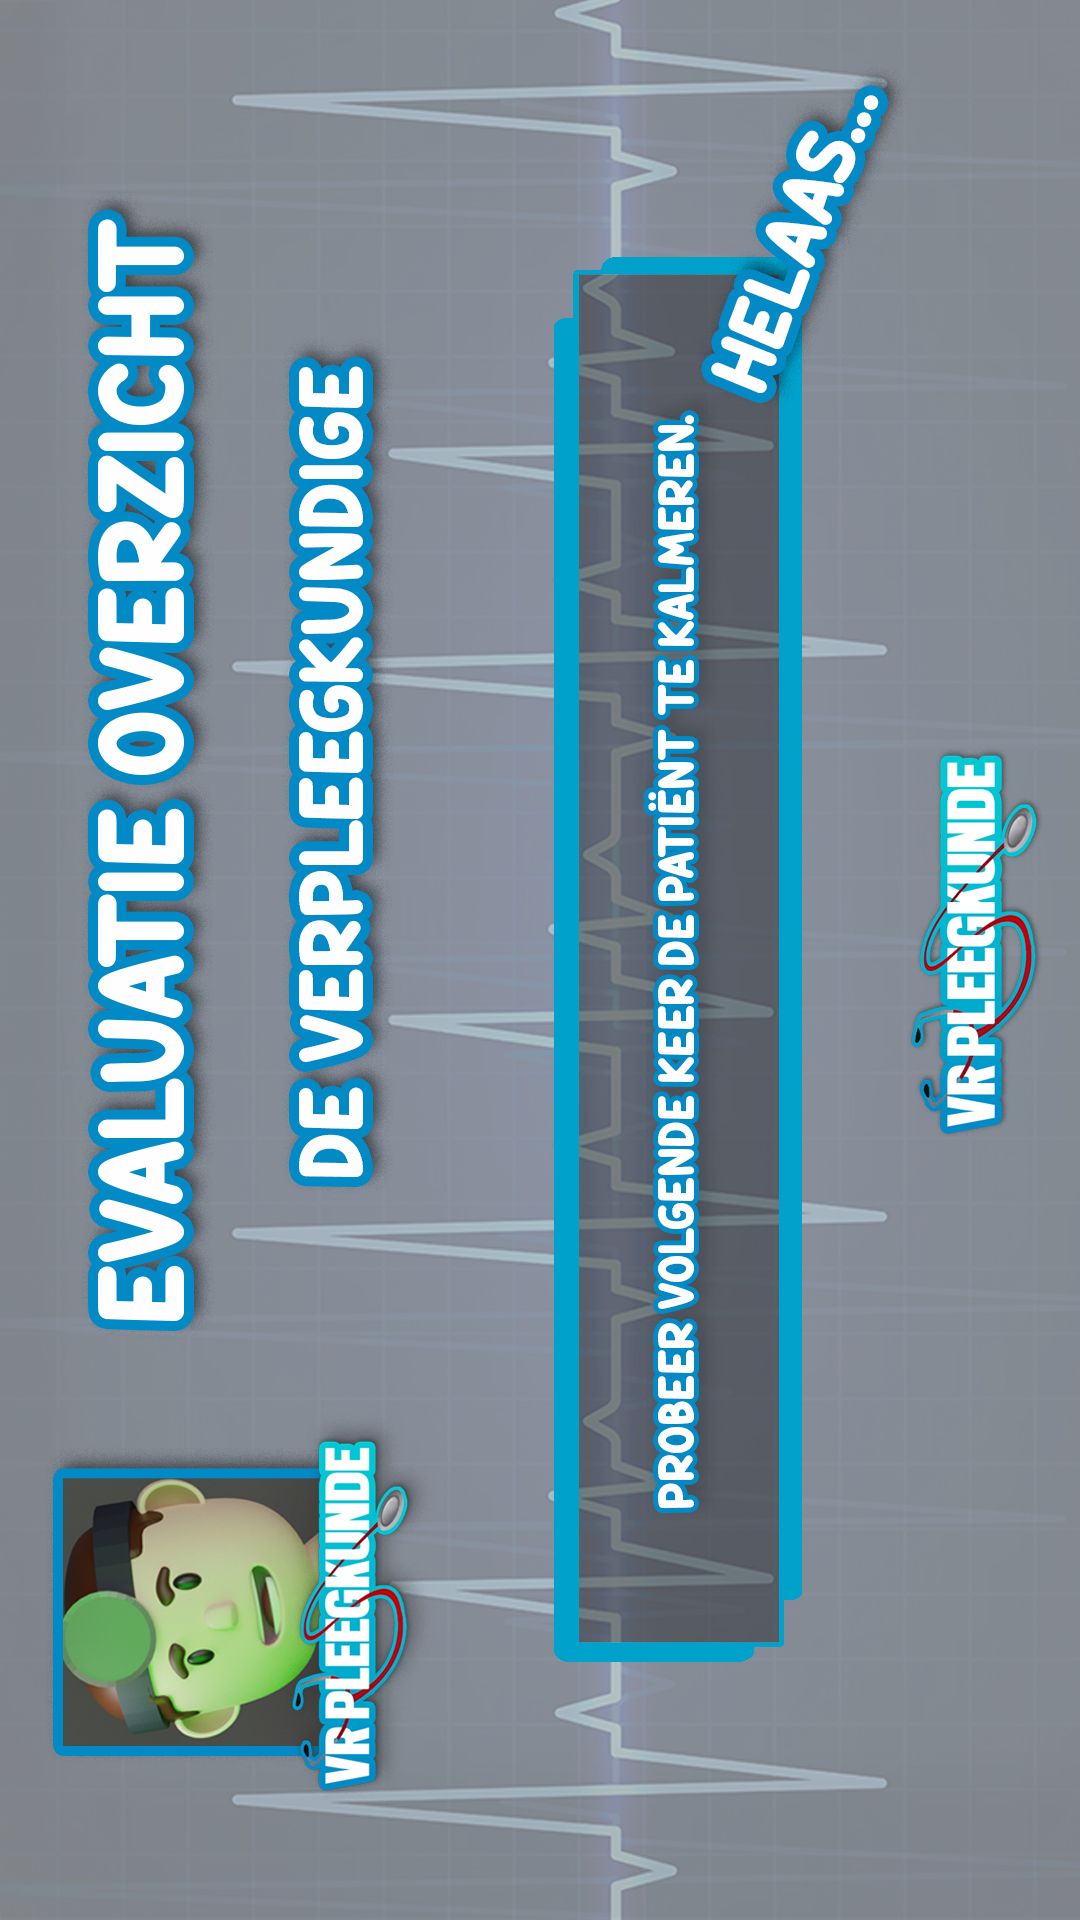 EVALUATIE OVERZICHT
DE VERPLEEGKUNDIGE
VRPLEEGKUNDE
HELAAS...
PROBEER VOLGENDE KEER DE PATIËNT TE KALMEREN.
VRPLEEGKUNDE